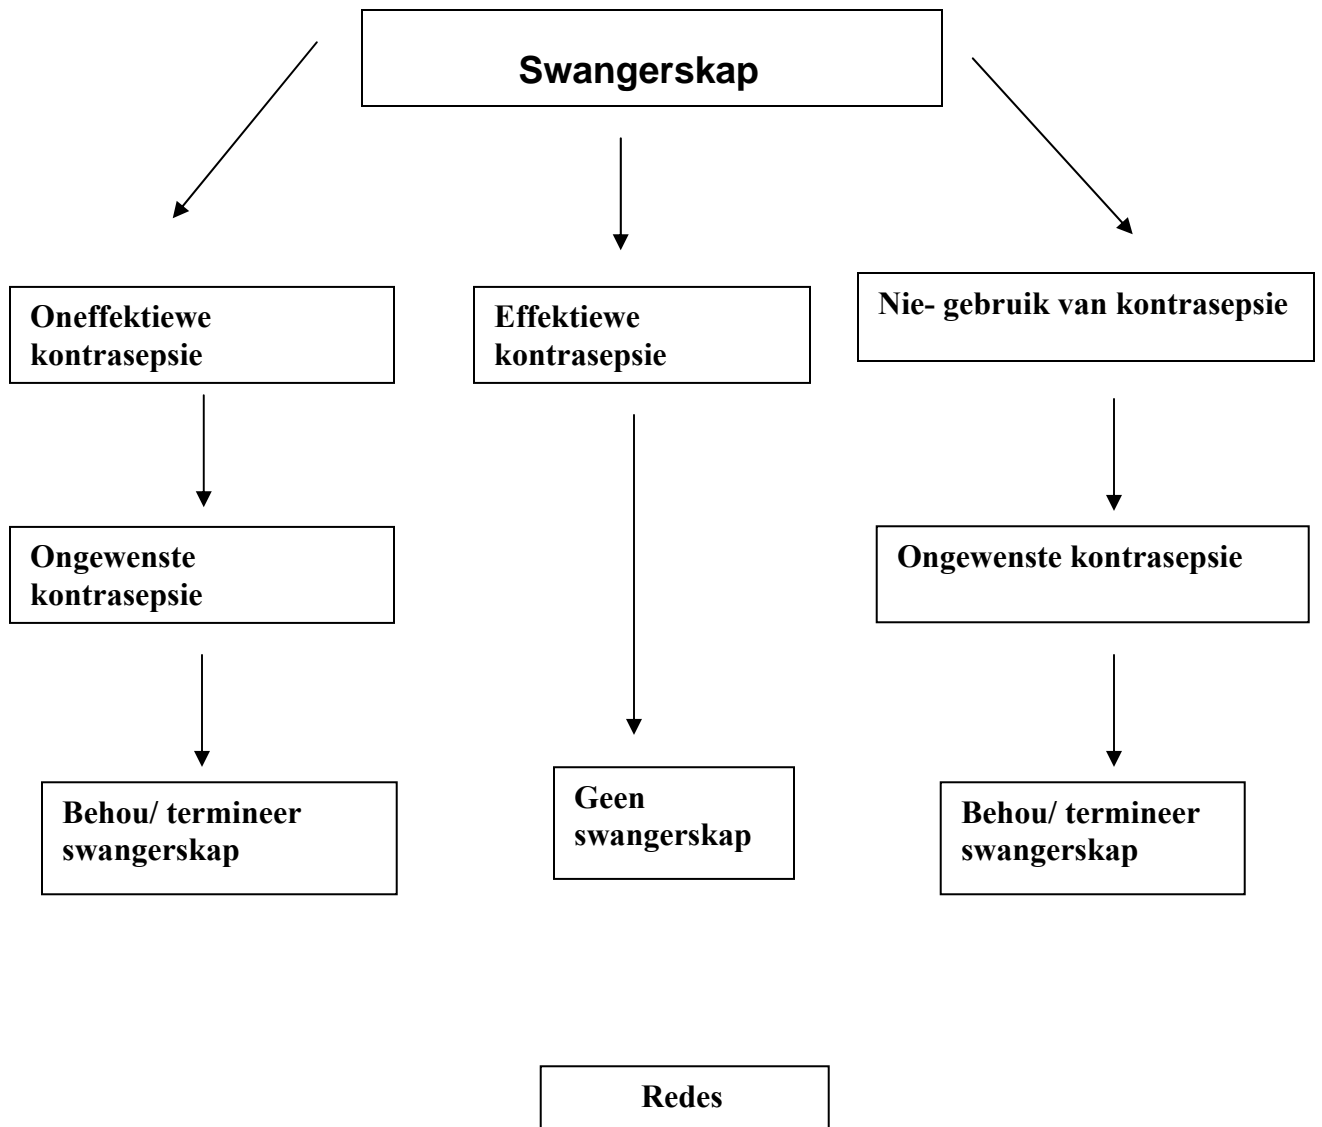 Swangerskap
Oneffektiewe
kontrasepsie
Effektiewe
kontrasepsie
Nie- gebruik van kontrasepsie
Ongewenste
kontrasepsie
Ongewenste kontrasepsie
Behou/ termineer
swangerskap
Geen
swangerskap
Behou/ termineer
swangerskap
Redes